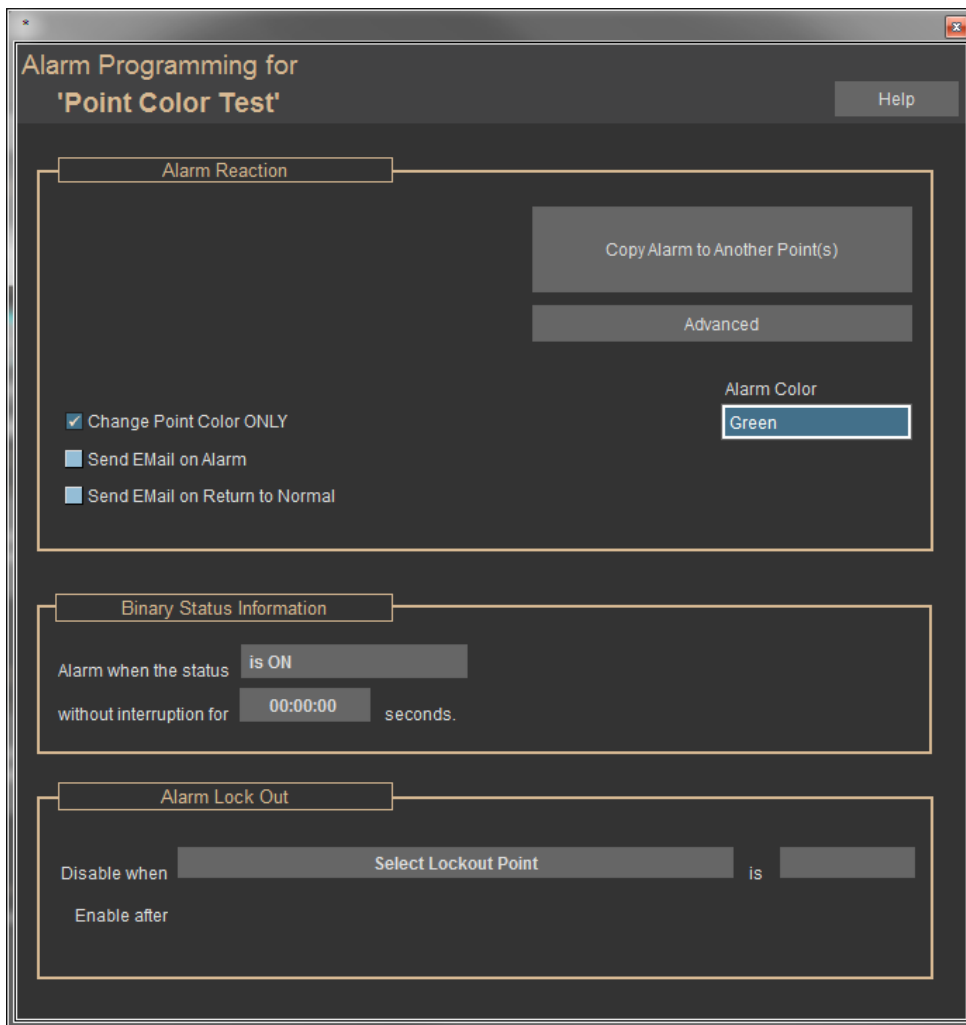 *
x
Alarm Programming for
'Point Color Test'
Help
Alarm Reaction
Copy Alarm to Another Point(s)
Advanced
Alarm Color
Green
Change Point Color ONLY
Send EMail on Alarm
Send EMail on Return to Normal
Binary Status Information
Alarm when the status is ON
without interruption for 00:00:00 seconds.
Alarm Lock Out
Disable when Select Lockout Point is
Enable after